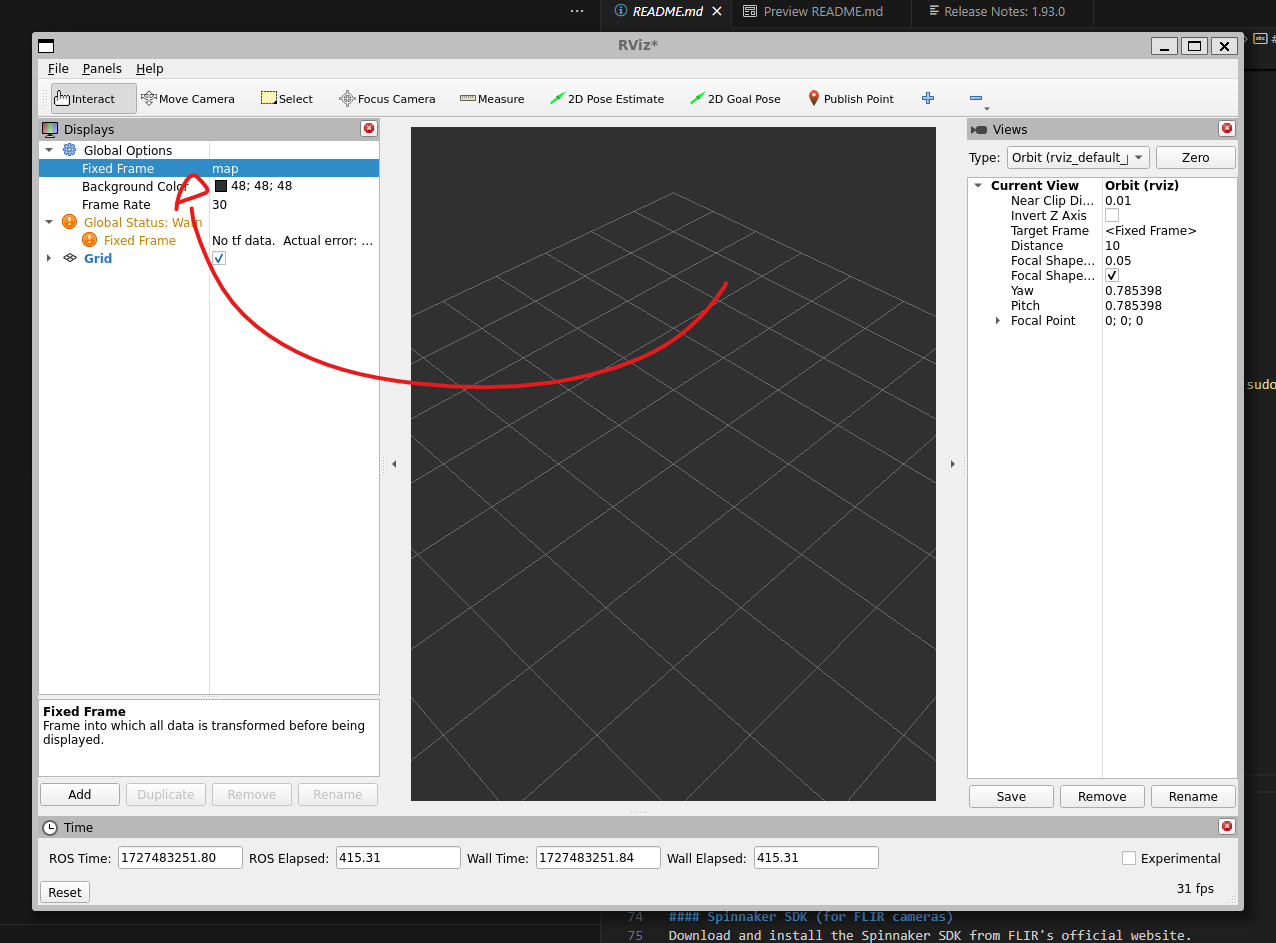 README.md
Preview README.md
Release Notes: 1.93.0
RViz*
File Panels Help
Interact Move Camera Select Focus Camera Measure 2D Pose Estimate 2D Goal Pose Publish Point
Displays
Global Options
Fixed Frame map
Background Color 48; 48; 48
Frame Rate 30
Global Status: Warn
Fixed Frame No tf data.  Actual error: ...
Grid
Fixed Frame
Frame into which all data is transformed before being
displayed.
Add Duplicate Remove Rename
Views
Type: Orbit (rviz_default_ Zero
Current View Orbit (rviz)
Near Clip Di... 0.01
Invert Z Axis
Target Frame <Fixed Frame>
Distance 10
Focal Shape... 0.05
Focal Shape...
Yaw 0.785398
Pitch 0.785398
Focal Point 0; 0; 0
Save Remove Rename
sudo
Time
ROS Time: 1727483251.80 ROS Elapsed: 415.31 Wall Time: 1727483251.84 Wall Elapsed: 415.31 Experimental
Reset 31 fps
74 #### Spinnaker SDK (for FLIR cameras)
75 Download and install the Spinnaker SDK from FLIR's official website.